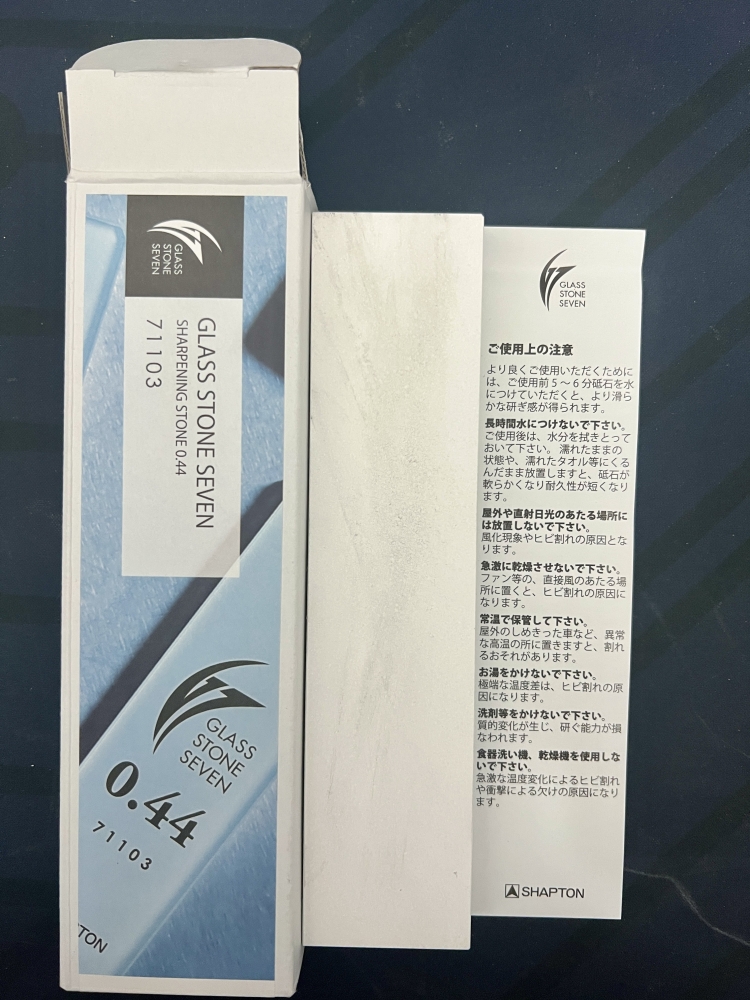 GLASS
STONE
SEVEN
GLASS STONE SEVEN
SHARPENING STONE 0.44
71103
GLASS
STONE
SEVEN
0.44
71103
TON
GLASS
STONE
SEVEN
ご使用上の注意
より良くご使用いただくために
は、ご使用前5〜6分砥石を水
につけていただくと、より滑ら
かな研ぎ感が得られます。
長時間水につけないで下さい。
ご使用後は、水分を拭きとって
おいて下さい。濡れたままの
状態や、濡れたタオル等にくる
んだまま放置しますと、砥石が
軟らかくなり耐久性が短くなり
ます。
屋外や直射日光のあたる場所に
は放置しないで下さい。
風化現象やヒビ割れの原因とな
ります。
急激に乾燥させないで下さい。
ファン等の、直接風のあたる場
所に置くと、ヒビ割れの原因に
なります。
常温で保管して下さい。
屋外のしめきった車など、異常
な高温の所に置きますと、割れ
るおそれがあります。
お湯をかけないで下さい。
極端な温度差は、ヒビ割れの原
因になります。
洗剤等をかけないで下さい。
質的変化が生じ、研ぐ能力が損
なわれます。
食器洗い機、乾燥機を使用しな
いで下さい。
急激な温度変化によるヒビ割れ
や衝撃による欠けの原因になり
ます。
SHAPTON